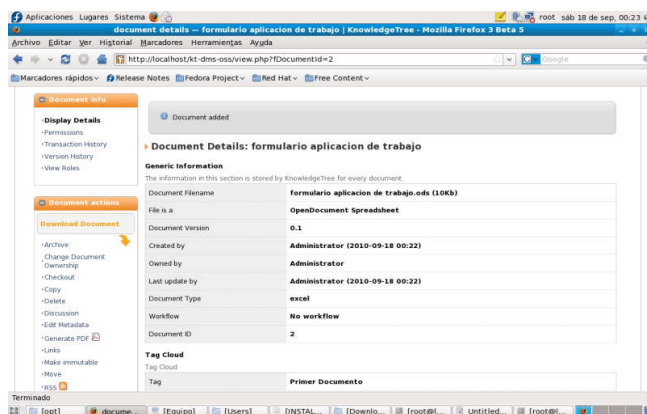 Aplicaciones Lugares Sistema root sáb 18 de sep, 00:23
document details — formulario aplicacion de trabajo | KnowledgeTree - Mozilla Firefox 3 Beta 5
Archivo Editar Ver Historial Marcadores Herramientas Ayuda
http://localhost/kt-dms-oss/view.php?fDocumentId=2 Google
Marcadores rápidos Release Notes Fedora Project Red Hat Free Content
Document info
Display Details
Permissions
Transaction History
Version History
View Roles
Document actions
Download Document
Archive
Change Document
Ownership
Checkout
Copy
Delete
Discussion
Edit Metadata
Generate PDF
Links
Make immutable
Move
RSS
Document added
Document Details: formulario aplicacion de trabajo
Generic Information
The information in this section is stored by KnowledgeTree for every document
Document Filename formulario aplicacion de trabajo.ods (10Kb)
File is a OpenDocument Spreadsheet
Document Version 0.1
Created by Administrator (2010-09-18 00:22)
Owned by Administrator
Last update by Administrator (2010-09-18 00:22)
Document Type excel
Workflow No workflow
Document ID 2
Tag Cloud
Tag Cloud
Tag Primer Documento
Terminado
[opt] docume... [Equipo] [Users] [INSTAL... [Downlo... [root@l... Untitled... [root@l...